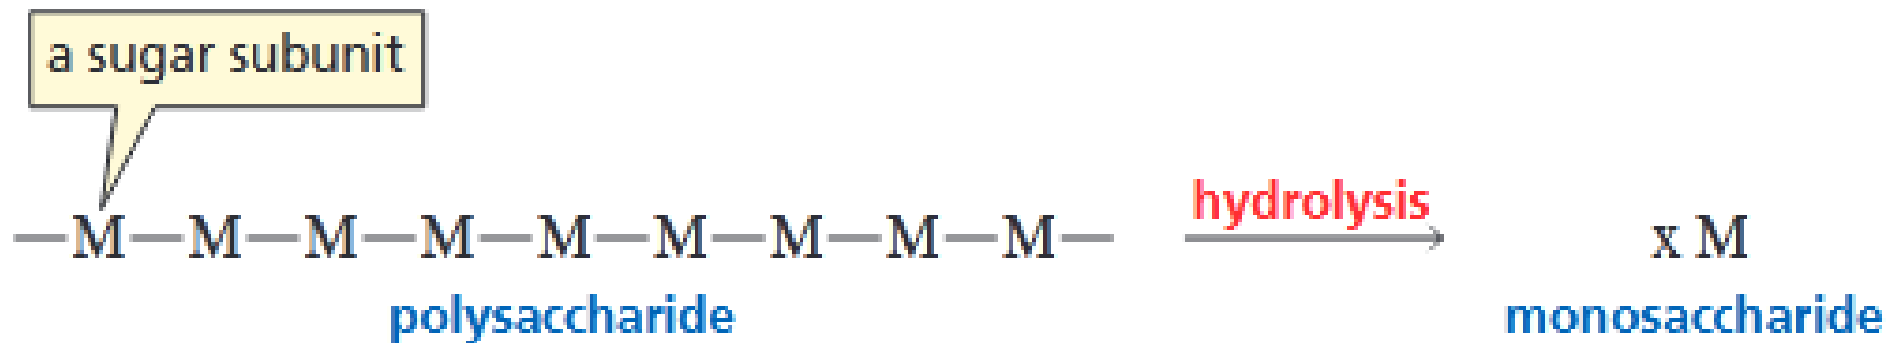 a sugar subunit
hydrolysis
—M—M—M—M—M—M—M—M—M— x M
polysaccharide monosaccharide